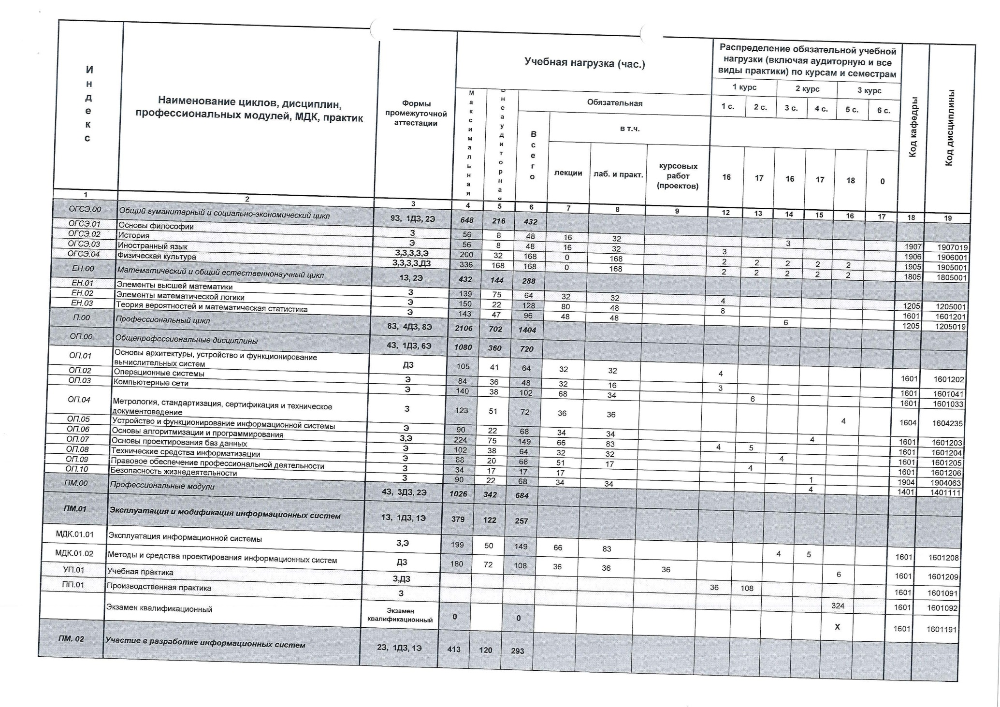 Индекс
Наименование циклов, дисциплин,
профессиональных модулей, МДК, практик
Формы
промежуточной
аттестации
Учебная нагрузка (час.)
Распределение обязательной учебной
нагрузки (включая аудиторную и все
виды практики) по курсам и семестрам
Код кафедры
Код дисциплины
1 курс 2 курс 3 курс
Максимальная
Внеаудиторная
Обязательная
1 с. 2 с. 3 с. 4 с. 5 с. 6 с.
Всего
в т.ч.
лекции
лаб. и практ.
курсовых
работ
(проектов)
16 17 16 17 18 0
1 2 3 4 5 6 7 8 9 12 13 14 15 16 17 18 19
ОГСЭ.00 Общий гуманитарный и социально-экономический цикл 9З, 1ДЗ, 2Э 648 216 432
ОГСЭ.01 Основы философии З 56 8 48 16 32 3 1907 1907019
ОГСЭ.02 История Э 56 8 48 16 32 3 1906 1906001
ОГСЭ.03 Иностранный язык З,З,З,З,Э 200 32 168 0 168 2 2 2 2 2 1905 1905001
ОГСЭ.04 Физическая культура З,З,З,З,ДЗ 336 168 168 0 168 2 2 2 2 2 1805 1805001
ЕН.00 Математический и общий естественнонаучный цикл 1З, 2Э 432 144 288
ЕН.01 Элементы высшей математики З 139 75 64 32 32 4 1205 1205001
ЕН.02 Элементы математической логики Э 150 22 128 80 48 8 1601 1601201
ЕН.03 Теория вероятностей и математическая статистика Э 143 47 96 48 48 6 1205 1205019
П.00 Профессиональный цикл 8З, 4ДЗ, 8Э 2106 702 1404
ОП.00 Общепрофессиональные дисциплины 4З, 1ДЗ, 6Э 1080 360 720
ОП.01 Основы архитектуры, устройство и функционирование
вычислительных систем ДЗ 105 41 64 32 32 4 1601 1601202
ОП.02 Операционные системы Э 84 36 48 32 16 3 1601 1601041
ОП.03 Компьютерные сети Э 140 38 102 68 34 6 1601 1601033
ОП.04 Метрология, стандартизация, сертификация и техническое
документоведение З 123 51 72 36 36 4 1604 1604235
ОП.05 Устройство и функционирование информационной системы Э 90 22 68 34 34 4 1601 1601203
ОП.06 Основы алгоритмизации и программирования З,Э 224 75 149 66 83 4 5 1601 1601204
ОП.07 Основы проектирования баз данных Э 102 38 64 32 32 4 1601 1601205
ОП.08 Технические средства информатизации Э 88 20 68 51 17 4 1601 1601206
ОП.09 Правовое обеспечение профессиональной деятельности З 34 17 17 17 1 1904 1904063
ОП.10 Безопасность жизнедеятельности З 90 22 68 34 34 4 1401 1401111
ПМ.00 Профессиональные модули 4З, 3ДЗ, 2Э 1026 342 684
ПМ.01 Эксплуатация и модификация информационных систем 1З, 1ДЗ, 1Э 379 122 257
МДК.01.01 Эксплуатация информационной системы З,Э 199 50 149 66 83 4 5 1601 1601208
МДК.01.02 Методы и средства проектирования информационных систем ДЗ 180 72 108 36 36 36 6 1601 1601209
УП.01 Учебная практика З,ДЗ 36 108 1601 1601091
ПП.01 Производственная практика З 324 1601 1601092
Экзамен квалификационный Экзамен
квалификационный 0 0 Х 1601 1601191
ПМ. 02 Участие в разработке информационных систем 2З, 1ДЗ, 1Э 413 120 293